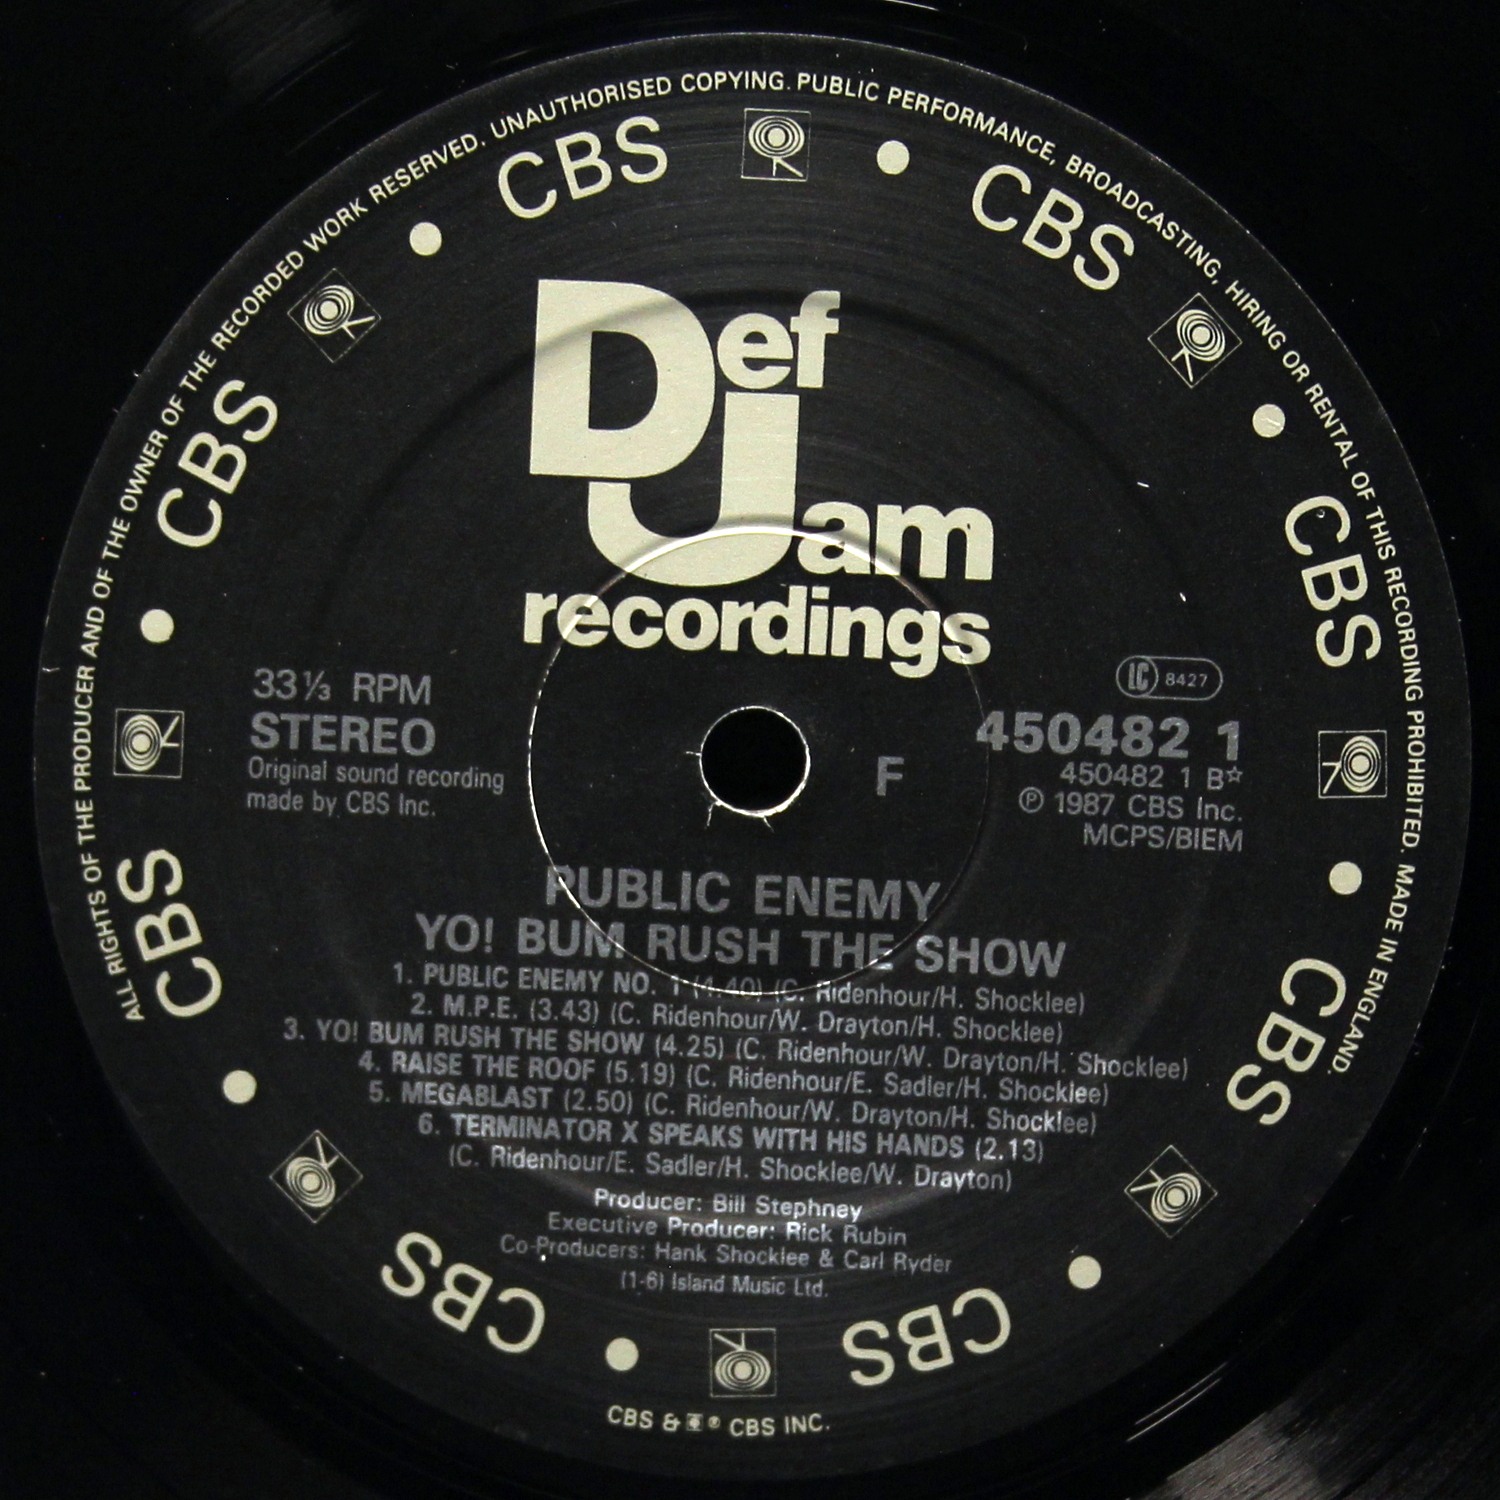 ALL RIGHTS OF THE PRODUCER AND OF THE OWNER OF THE RECORDED WORK RESERVED. UNAUTHORISED COPYING. PUBLIC PERFORMANCE, BROADCASTING, HIRING OR RENTAL OF THIS RECORDING PROHIBITED. MADE IN ENGLAND.
CBS
CBS
CBS
CBS
CBS
CBS
CBS
CBS
Def
Jam
recordings
33⅓ RPM
STEREO
Original sound recording
made by CBS Inc.
F
LC 8427
450482 1
450482 1 B☆
Ⓟ 1987 CBS Inc.
MCPS/BIEM
PUBLIC ENEMY
YO! BUM RUSH THE SHOW
1. PUBLIC ENEMY NO. 1 (4.40) (C. Ridenhour/H. Shocklee)
2. M.P.E. (3.43) (C. Ridenhour/W. Drayton/H. Shocklee)
3. YO! BUM RUSH THE SHOW (4.25) (C. Ridenhour/W. Drayton/H. Shocklee)
4. RAISE THE ROOF (5.19) (C. Ridenhour/E. Sadler/H. Shocklee)
5. MEGABLAST (2.50) (C. Ridenhour/W. Drayton/H. Shocklee)
6. TERMINATOR X SPEAKS WITH HIS HANDS (2.13)
(C. Ridenhour/E. Sadler/H. Shocklee/W. Drayton)
Producer: Bill Stephney
Executive Producer: Rick Rubin
Co-Producers: Hank Shocklee & Carl Ryder
(1-6) Island Music Ltd.
CBS & ® CBS INC.